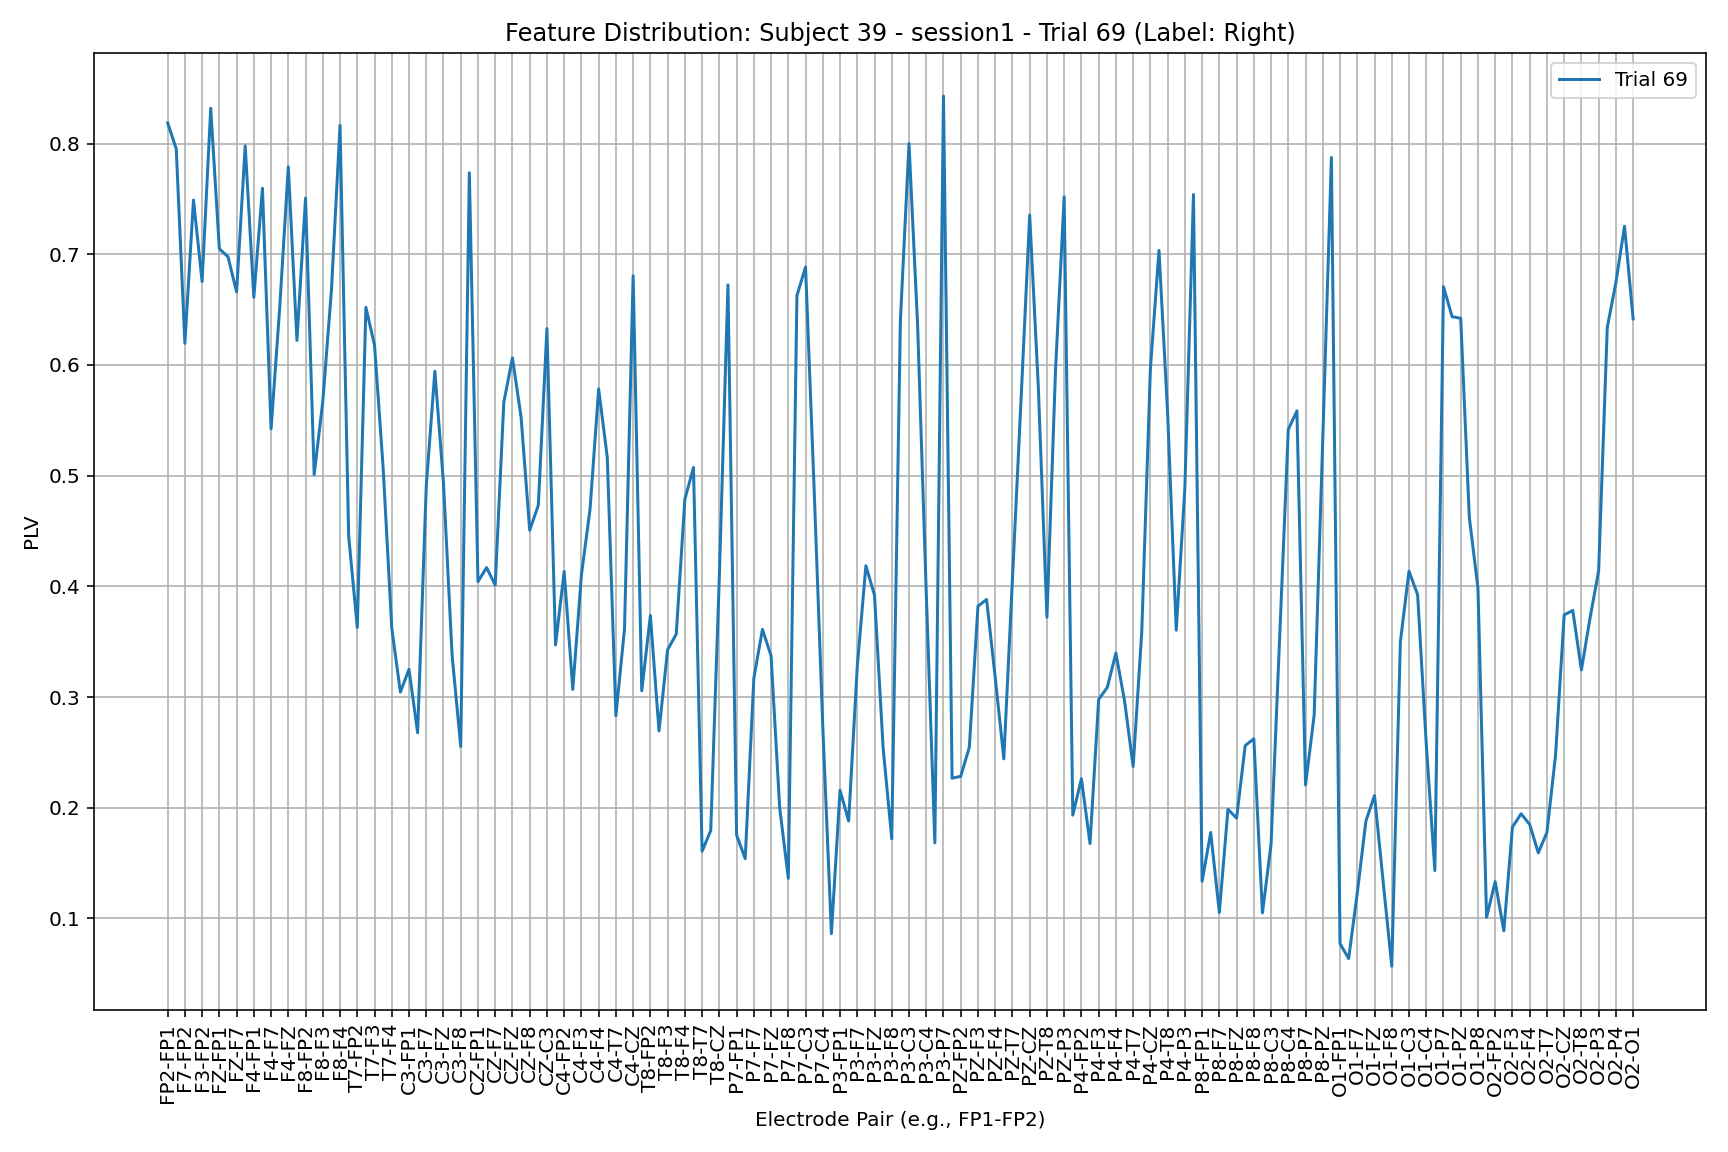 Feature Distribution: Subject 39 - session1 - Trial 69 (Label: Right)
Trial 69
PLV
0.8
0.7
0.6
0.5
0.4
0.3
0.2
0.1
FP2-FP1
F7-FP2
F3-FP2
FZ-FP1
FZ-F7
F4-FP1
F4-F7
F4-FZ
F8-FP2
F8-F3
F8-F4
T7-FP2
T7-F3
T7-F4
C3-FP1
C3-F7
C3-FZ
C3-F8
CZ-FP1
CZ-F7
CZ-FZ
CZ-F8
CZ-C3
C4-FP2
C4-F3
C4-F4
C4-T7
C4-CZ
T8-FP2
T8-F3
T8-F4
T8-T7
T8-CZ
P7-FP1
P7-F7
P7-FZ
P7-F8
P7-C3
P7-C4
P3-FP1
P3-F7
P3-FZ
P3-F8
P3-C3
P3-C4
P3-P7
PZ-FP2
PZ-F3
PZ-F4
PZ-T7
PZ-CZ
PZ-T8
PZ-P3
P4-FP2
P4-F3
P4-F4
P4-T7
P4-CZ
P4-T8
P4-P3
P8-FP1
P8-F7
P8-FZ
P8-F8
P8-C3
P8-C4
P8-P7
P8-PZ
O1-FP1
O1-F7
O1-FZ
O1-F8
O1-C3
O1-C4
O1-P7
O1-PZ
O1-P8
O2-FP2
O2-F3
O2-F4
O2-T7
O2-CZ
O2-T8
O2-P3
O2-P4
O2-O1
Electrode Pair (e.g., FP1-FP2)